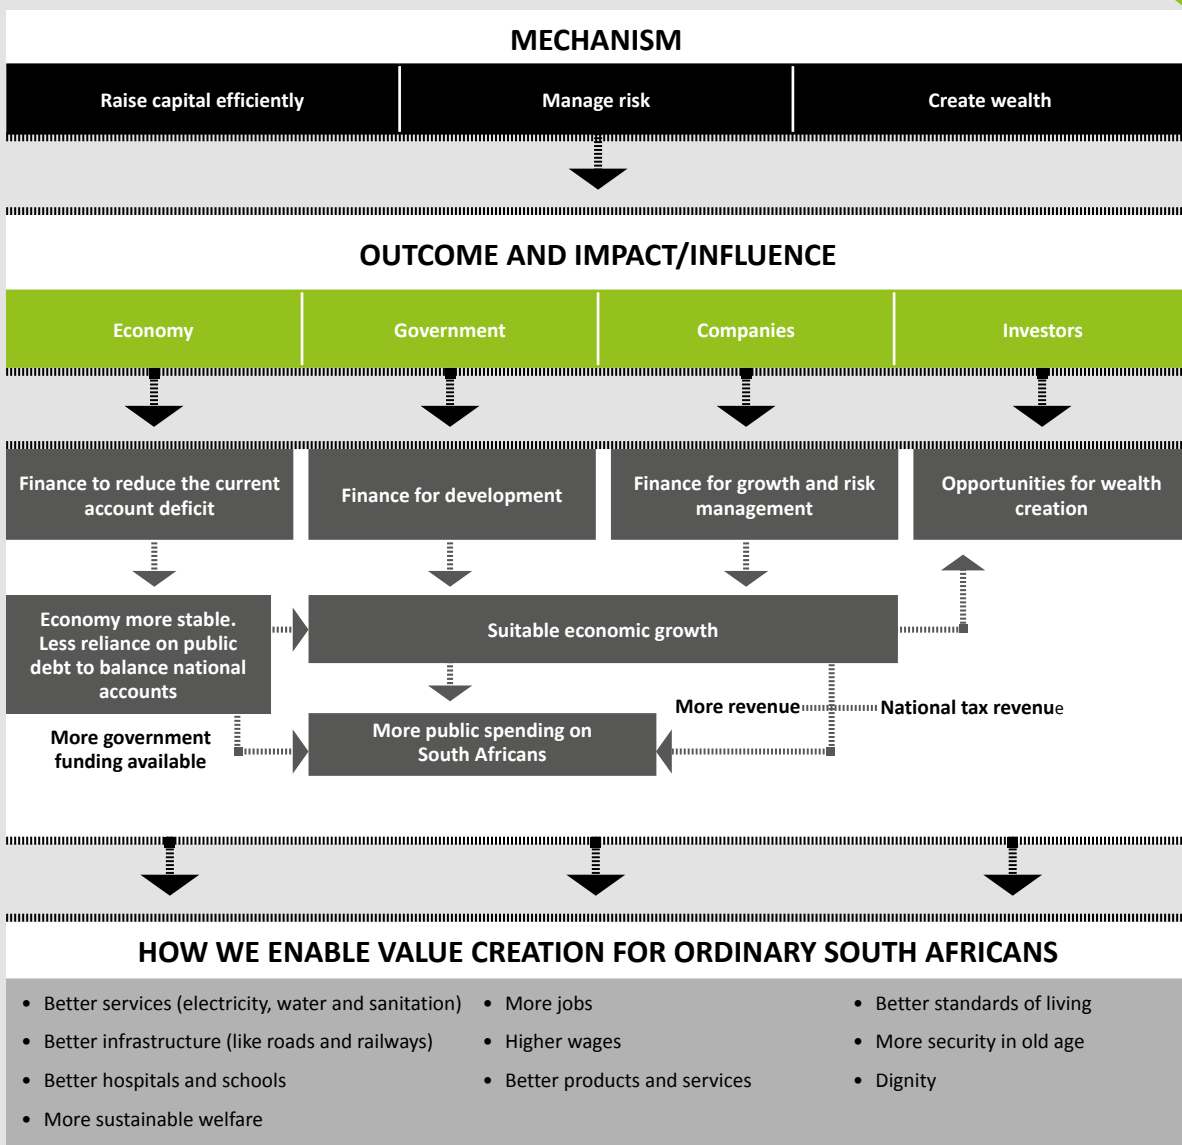 MECHANISM
Raise capital efficiently
Manage risk
Create wealth
OUTCOME AND IMPACT/INFLUENCE
Economy
Government
Companies
Investors
Finance to reduce the current
account deficit
Finance for development
Finance for growth and risk
management
Opportunities for wealth
creation
Economy more stable.
Less reliance on public
debt to balance national
accounts
Suitable economic growth
More revenue
National tax revenue
More government
funding available
More public spending on
South Africans
HOW WE ENABLE VALUE CREATION FOR ORDINARY SOUTH AFRICANS
• Better services (electricity, water and sanitation)
• Better infrastructure (like roads and railways)
• Better hospitals and schools
• More sustainable welfare
• More jobs
• Higher wages
• Better products and services
• Better standards of living
• More security in old age
• Dignity